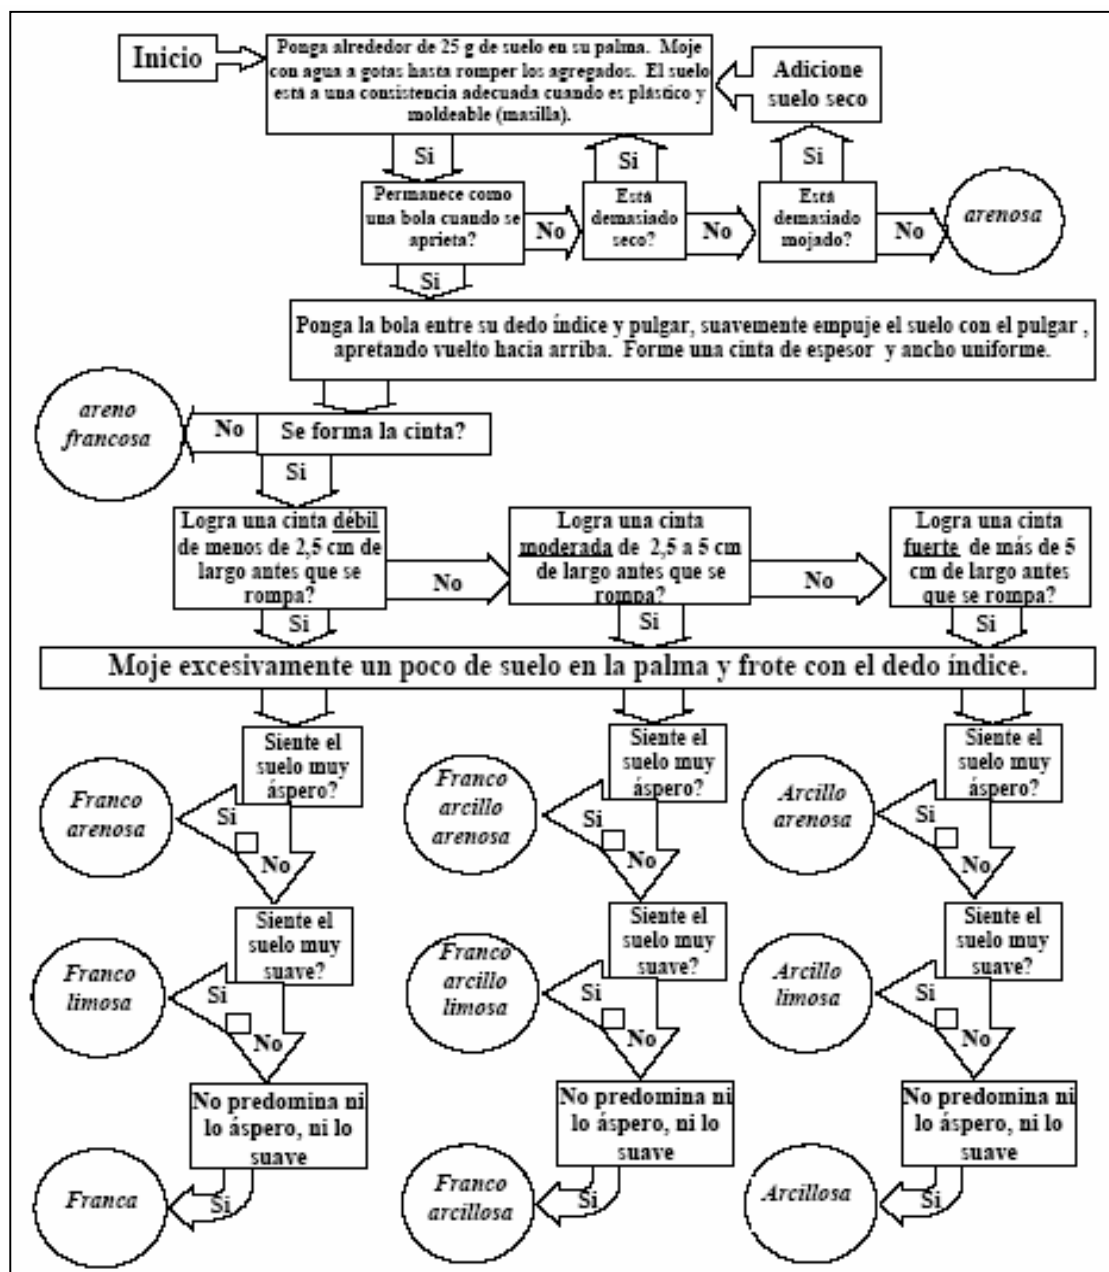 Inicio
Ponga alrededor de 25 g de suelo en su palma. Moje
con agua a gotas hasta romper los agregados. El suelo
está a una consistencia adecuada cuando es plástico y
moldeable (masilla).
Adicione
suelo seco
Si
Si
Si
Permanece como
una bola cuando se
aprieta?
No
Está
demasiado
seco?
No
Está
demasiado
mojado?
No
arenosa
Si
Ponga la bola entre su dedo índice y pulgar, suavemente empuje el suelo con el pulgar ,
apretando vuelto hacia arriba. Forme una cinta de espesor y ancho uniforme.
areno
francosa
No
Se forma la cinta?
Si
Logra una cinta débil
de menos de 2,5 cm de
largo antes que se
rompa?
No
Logra una cinta
moderada de 2,5 a 5 cm
de largo antes que se
rompa?
No
Logra una cinta
fuerte de más de 5
cm de largo antes
que se rompa?
Si
Si
Si
Moje excesivamente un poco de suelo en la palma y frote con el dedo índice.
Siente el
suelo muy
áspero?
Siente el
suelo muy
áspero?
Siente el
suelo muy
áspero?
Franco
arenosa
Si
No
Franco
arcillo
arenosa
Si
No
Arcillo
arenosa
Si
No
Siente el
suelo muy
suave?
Siente el
suelo muy
suave?
Siente el
suelo muy
suave?
Franco
limosa
Si
No
Franco
arcillo
limosa
Si
No
Arcillo
limosa
Si
No
No predomina ni
lo áspero, ni lo
suave
No predomina ni
lo áspero, ni lo
suave
No predomina ni
lo áspero, ni lo
suave
Franca
Si
Franco
arcillosa
Si
Arcillosa
Si